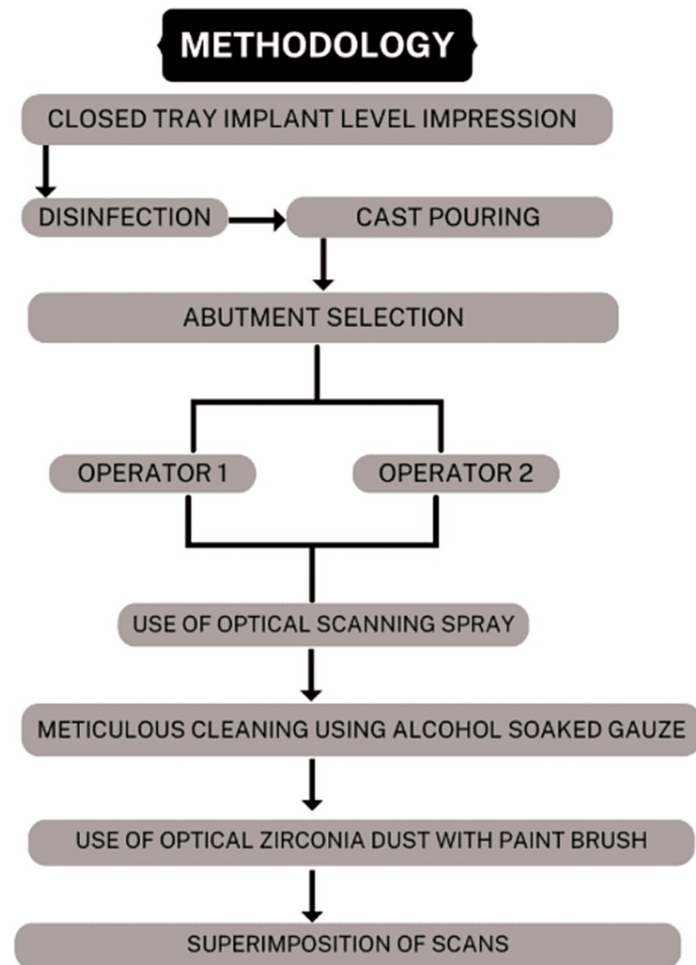 METHODOLOGY
CLOSED TRAY IMPLANT LEVEL IMPRESSION
DISINFECTION
CAST POURING
ABUTMENT SELECTION
OPERATOR 1
OPERATOR 2
USE OF OPTICAL SCANNING SPRAY
METICULOUS CLEANING USING ALCOHOL SOAKED GAUZE
USE OF OPTICAL ZIRCONIA DUST WITH PAINT BRUSH
SUPERIMPOSITION OF SCANS